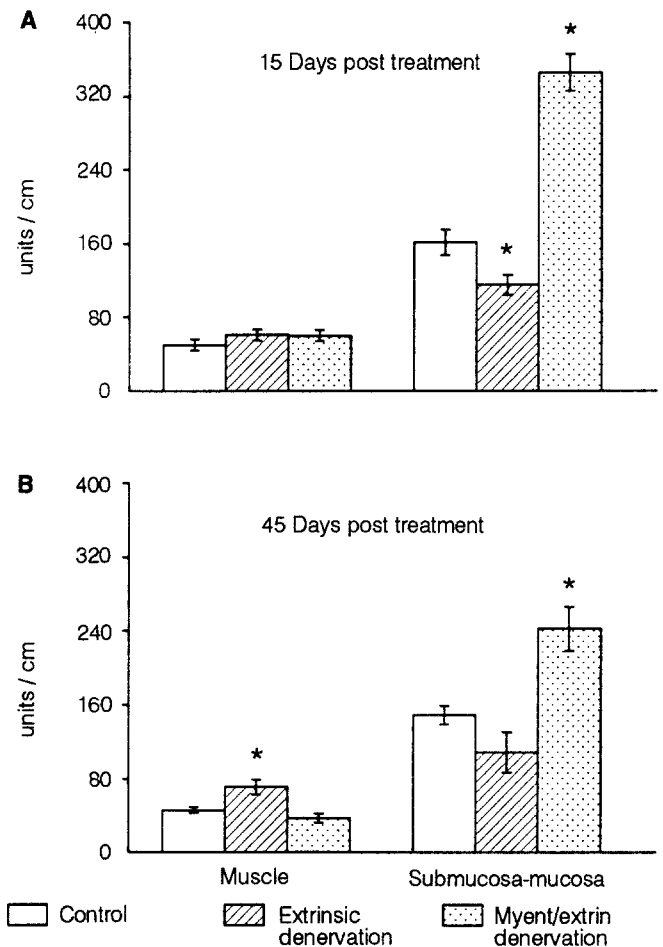 A
400
320
240
160
80
0
units / cm
15 Days post treatment
*
*
B
400
320
240
160
80
0
units / cm
45 Days post treatment
*
*
Muscle Submucosa-mucosa
Control
Extrinsic
denervation
Myent/extrin
denervation